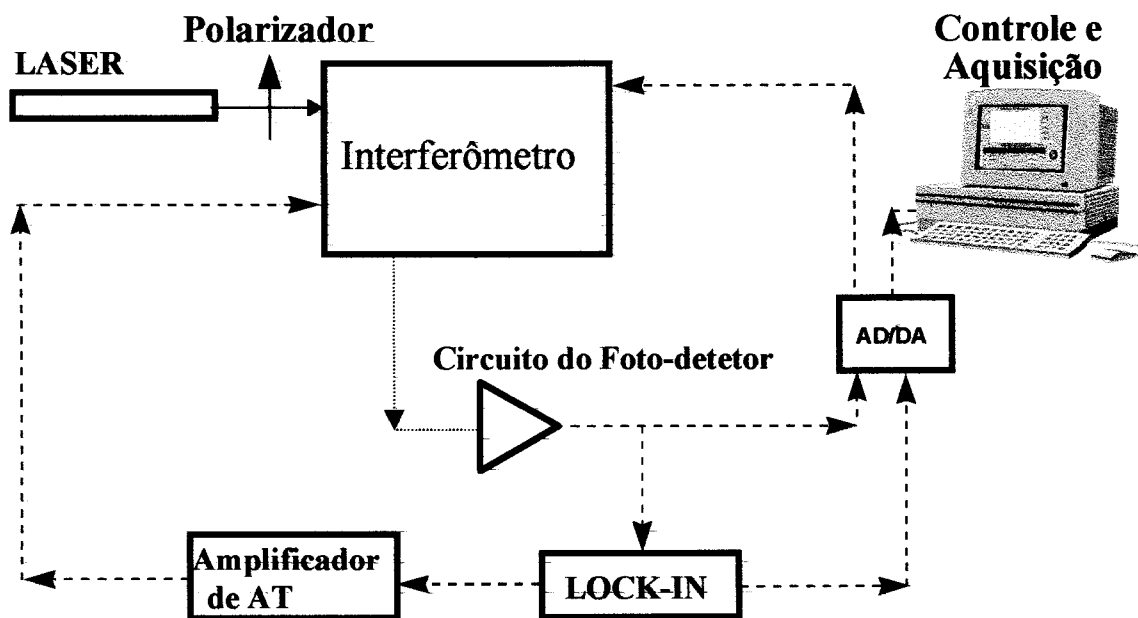 Polarizador
LASER
Controle e
Aquisição
Interferômetro
AD/DA
Circuito do Foto-detetor
Amplificador
de AT
LOCK-IN